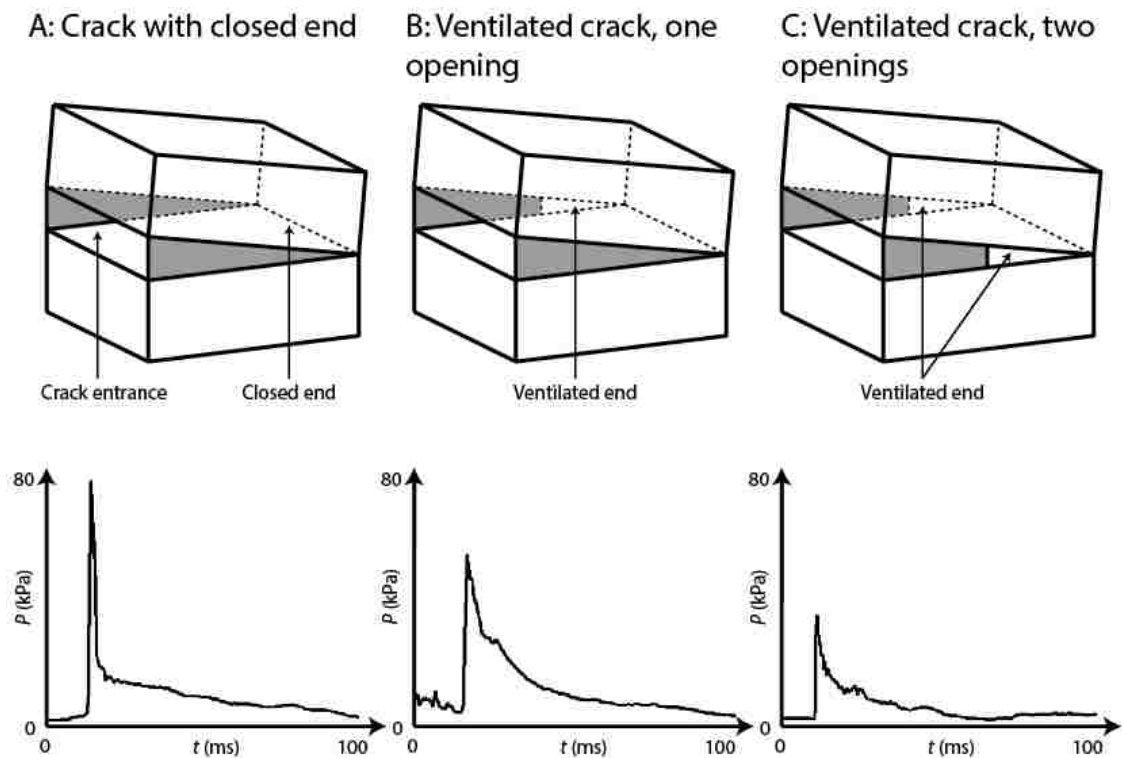 A: Crack with closed end
B: Ventilated crack, one
opening
C: Ventilated crack, two
openings
Crack entrance
Closed end
Ventilated end
Ventilated end
80
P (kPa)
0
0
t (ms)
100
80
P (kPa)
0
0
t (ms)
100
80
P (kPa)
0
0
t (ms)
100